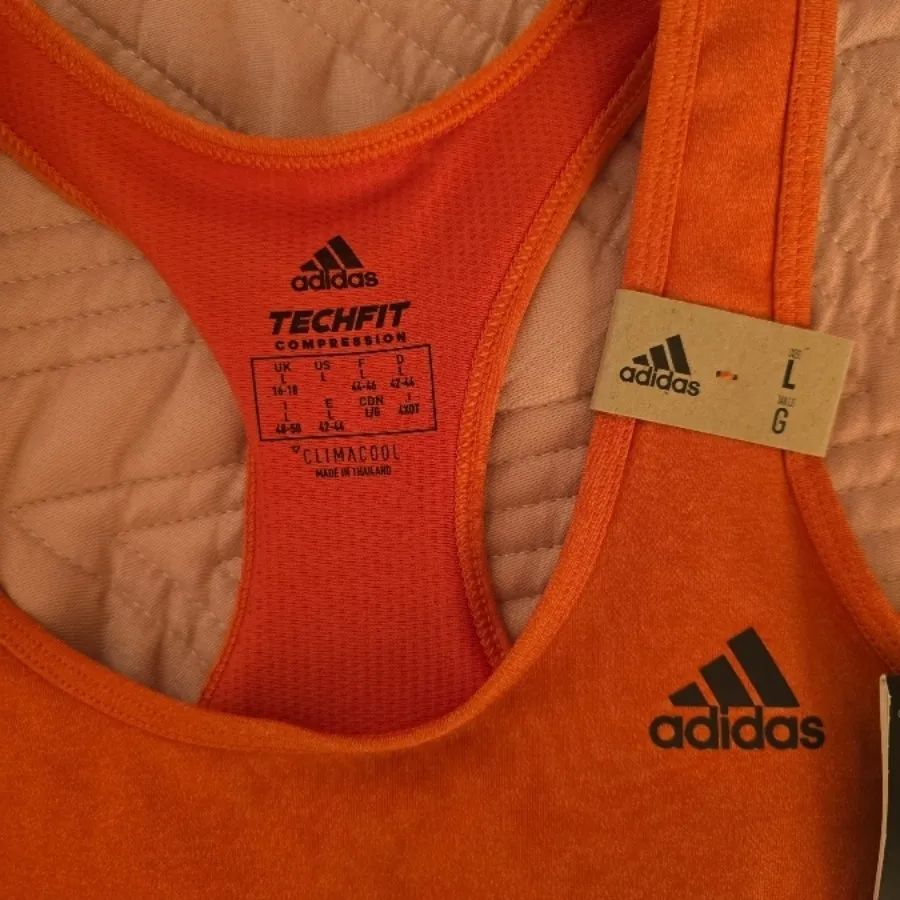 adidas
TECHFIT
COMPRESSION
UK US F D
L L L L
16-18 44-46 42-44
I E CDN J
L L L/G 4XOT
48-50 42-44
CLIMACOOL
MADE IN THAILAND
adidas
L
G
adidas